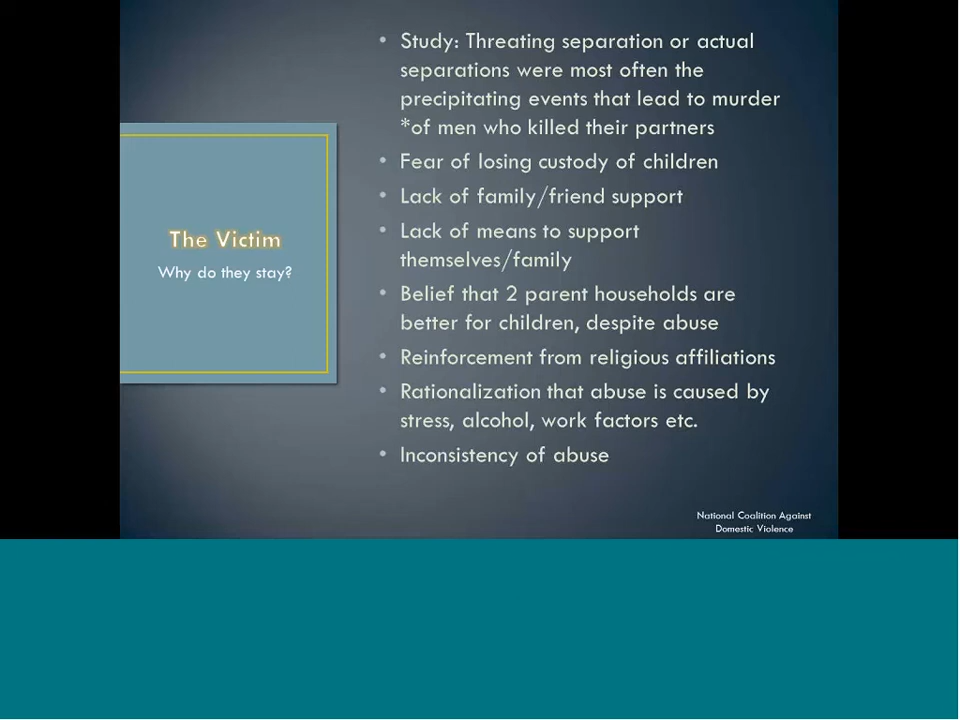 The Victim
Why do they stay?
• Study: Threating separation or actual
separations were most often the
precipitating events that lead to murder
*of men who killed their partners
• Fear of losing custody of children
• Lack of family/friend support
• Lack of means to support
themselves/family
• Belief that 2 parent households are
better for children, despite abuse
• Reinforcement from religious affiliations
• Rationalization that abuse is caused by
stress, alcohol, work factors etc.
• Inconsistency of abuse
National Coalition Against
Domestic Violence